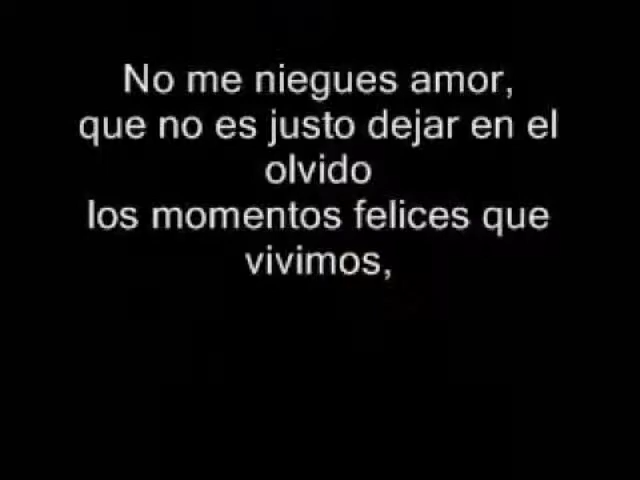 No me niegues amor,
que no es justo dejar en el
olvido
los momentos felices que
vivimos,